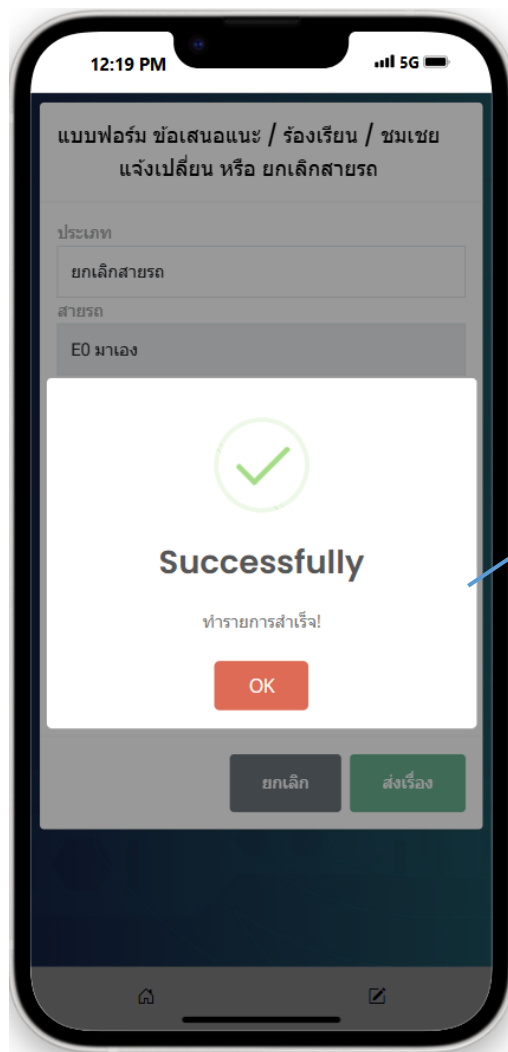 12:19 PM
5G
แบบฟอร์ม ข้อเสนอแนะ / ร้องเรียน / ชมเชย
แจ้งเปลี่ยน หรือ ยกเลิกสายรถ
ประเภท
ยกเลิกสายรถ
สายรถ
E0 มาเอง
Successfully
ทำรายการสำเร็จ!
OK
ยกเลิก
ส่งเรื่อง